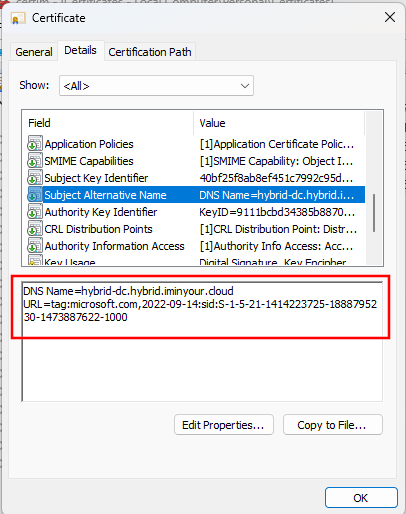 Certificate
General Details Certification Path
Show: <All>
Field Value
Application Policies [1]Application Certificate Polic...
SMIME Capabilities [1]SMIME Capability: Object I...
Subject Key Identifier 40bf25f8ab8ef451c7992c95d...
Subject Alternative Name DNS Name=hybrid-dc.hybrid.i...
Authority Key Identifier KeyID=9111bcbd34385b8870...
CRL Distribution Points [1]CRL Distribution Point: Distr...
Authority Information Access [1]Authority Info Access: Acc...
Key Usage Digital Signature, Key Encipher...
DNS Name=hybrid-dc.hybrid.iminyour.cloud
URL=tag:microsoft.com,2022-09-14:sid:S-1-5-21-1414223725-18887952
30-1473887622-1000
Edit Properties... Copy to File...
OK